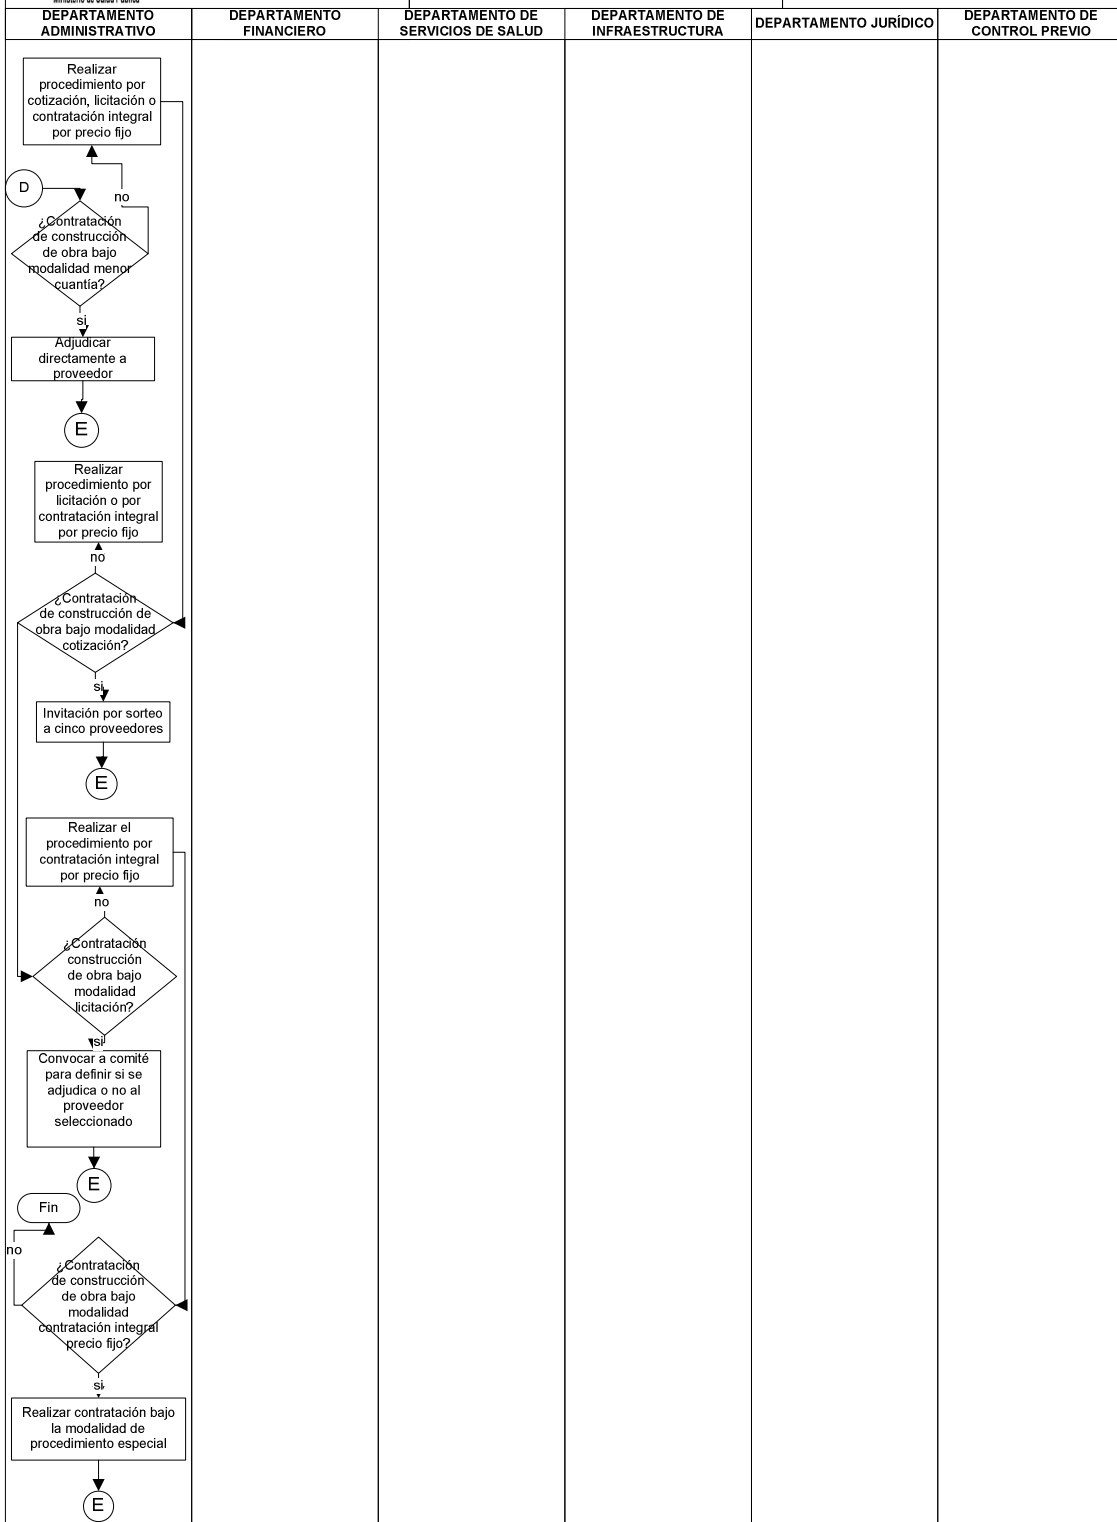 Ministerio de Salud Pública
DEPARTAMENTO
ADMINISTRATIVO
DEPARTAMENTO
FINANCIERO
DEPARTAMENTO DE
SERVICIOS DE SALUD
DEPARTAMENTO DE
INFRAESTRUCTURA
DEPARTAMENTO JURÍDICO
DEPARTAMENTO DE
CONTROL PREVIO
Realizar
procedimiento por
cotización, licitación o
contratación integral
por precio fijo
D
no
¿Contratación
de construcción
de obra bajo
modalidad menor
cuantía?
si
Adjudicar
directamente a
proveedor
E
Realizar
procedimiento por
licitación o por
contratación integral
por precio fijo
no
¿Contratación
de construcción de
obra bajo modalidad
cotización?
si
Invitación por sorteo
a cinco proveedores
E
Realizar el
procedimiento por
contratación integral
por precio fijo
no
¿Contratación
construcción
de obra bajo
modalidad
licitación?
si
Convocar a comité
para definir si se
adjudica o no al
proveedor
seleccionado
E
Fin
no
¿Contratación
de construcción
de obra bajo
modalidad
contratación integral
precio fijo?
si
Realizar contratación bajo
la modalidad de
procedimiento especial
E